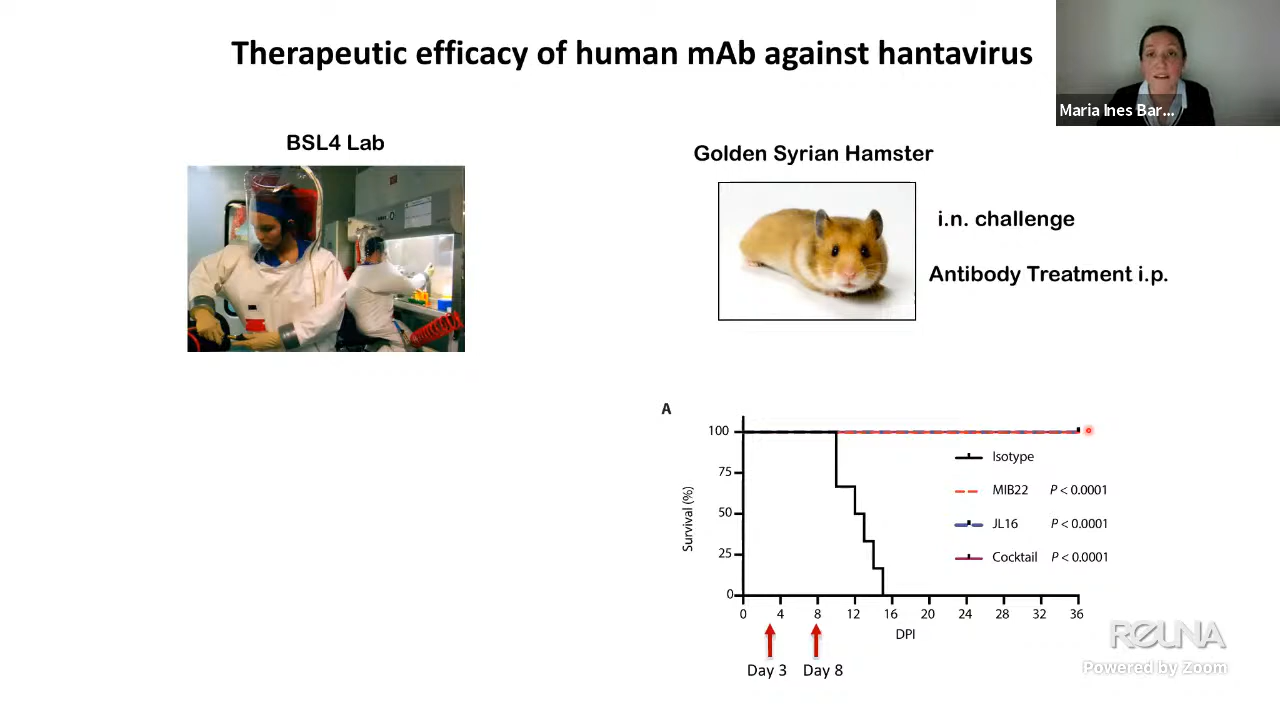 Therapeutic efficacy of human mAb against hantavirus
Maria Ines Bar...
BSL4 Lab
Golden Syrian Hamster
i.n. challenge
Antibody Treatment i.p.
A
Survival (%)
100
75
50
25
0
0 4 8 12 16 20 24 28 32 36
DPI
Isotype
MIB22 P < 0.0001
JL16 P < 0.0001
Cocktail P < 0.0001
Day 3 Day 8
REUNA
Powered by Zoom